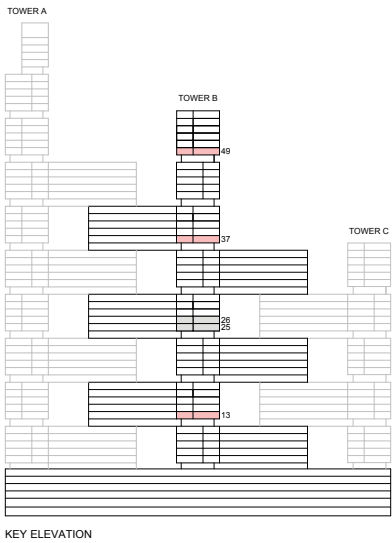 TOWER A
TOWER B
49
37
TOWER C
26
25
13
KEY ELEVATION